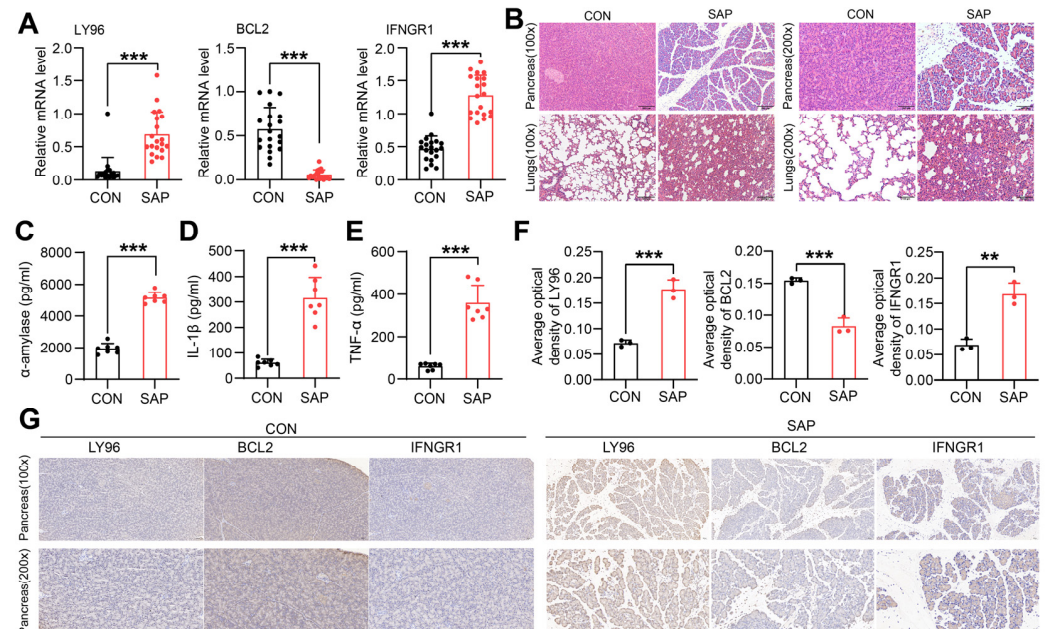 A
LY96
BCL2
IFNGR1
Relative mRNA level
2.0
1.5
1.0
0.5
0.0
***
CON
SAP
Relative mRNA level
1.5
1.0
0.5
0.0
***
CON
SAP
Relative mRNA level
2.0
1.5
1.0
0.5
0.0
***
CON
SAP
B
CON
SAP
CON
SAP
Pancreas(100x)
Lungs(100x)
Pancreas(200x)
Lungs(200x)
C
α-amylase (pg/ml)
8000
6000
4000
2000
0
***
CON
SAP
D
IL-1β (pg/ml)
500
400
300
200
100
0
***
CON
SAP
E
TNF-α (pg/ml)
600
400
200
0
***
CON
SAP
F
Average optical
density of LY96
0.25
0.20
0.15
0.10
0.05
0.00
***
CON
SAP
Average optical
density of BCL2
0.20
0.15
0.10
0.05
0.00
***
CON
SAP
Average optical
density of IFNGR1
0.25
0.20
0.15
0.10
0.05
0.00
**
CON
SAP
G
CON
SAP
LY96
BCL2
IFNGR1
LY96
BCL2
IFNGR1
Pancreas(100x)
Pancreas(200x)